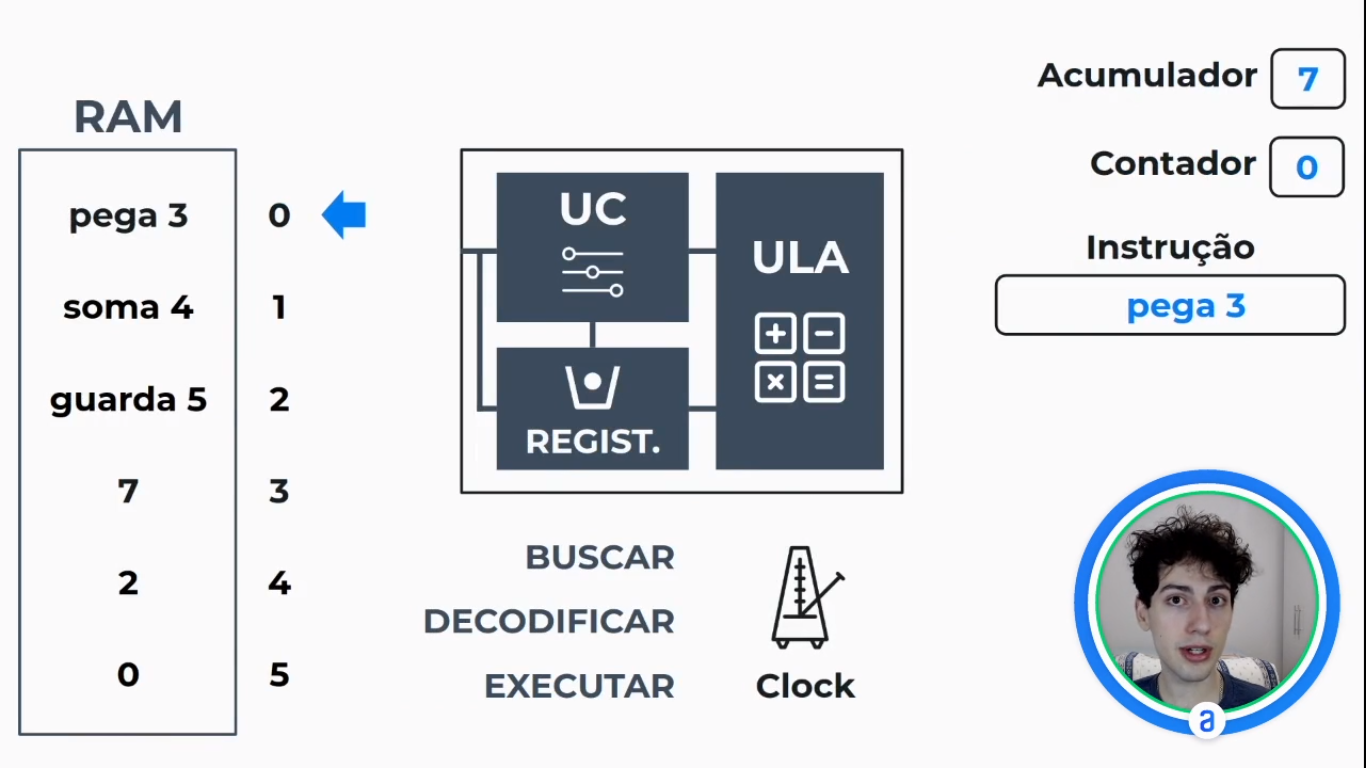 RAM
pega 3 0
soma 4 1
guarda 5 2
7 3
2 4
0 5
UC
REGIST.
ULA
+ −
× =
BUSCAR
DECODIFICAR
EXECUTAR
Clock
Acumulador 7
Contador 0
Instrução
pega 3
a